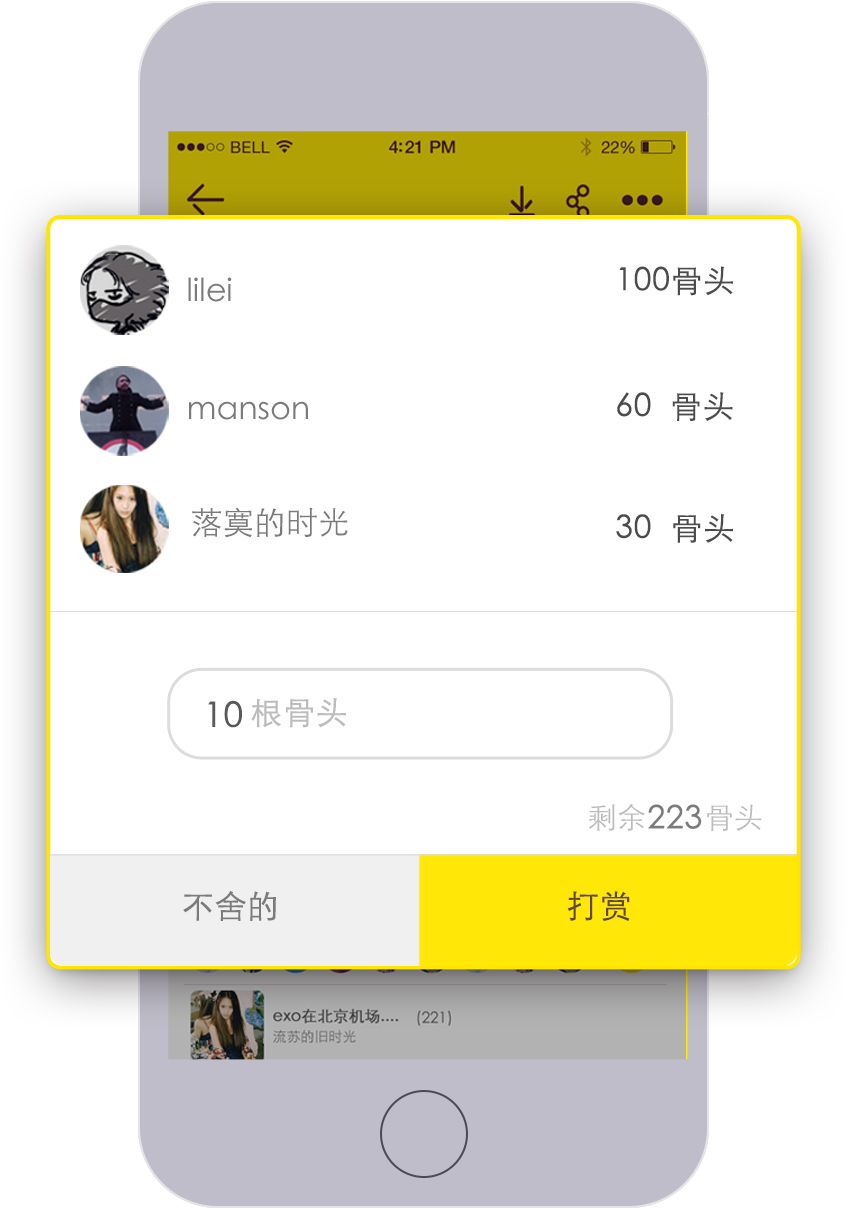 BELL 4:21 PM 22%
lilei 100骨头
manson 60 骨头
落寞的时光 30 骨头
10 根骨头
剩余223骨头
不舍的 打赏
exo在北京机场.... (221)
流苏的旧时光